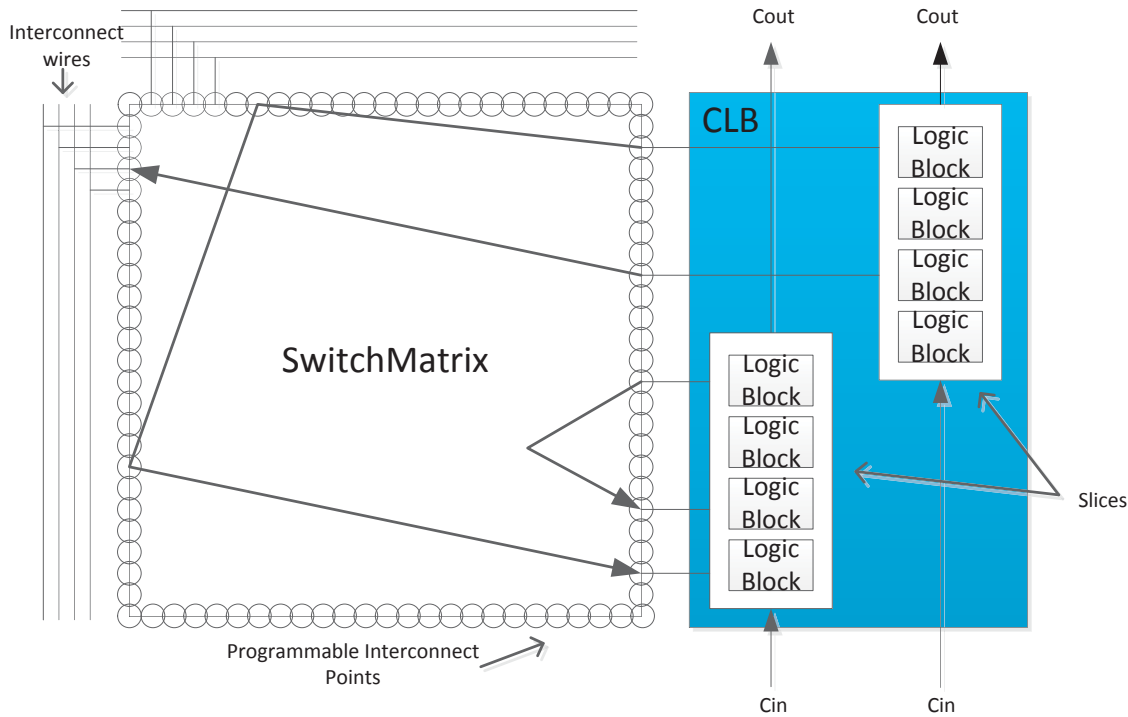 Cout
Cout
Interconnect
wires
CLB
Logic
Block
Logic
Block
Logic
Block
Logic
Block
SwitchMatrix
Logic
Block
Logic
Block
Logic
Block
Logic
Block
Slices
Programmable Interconnect
Points
Cin
Cin